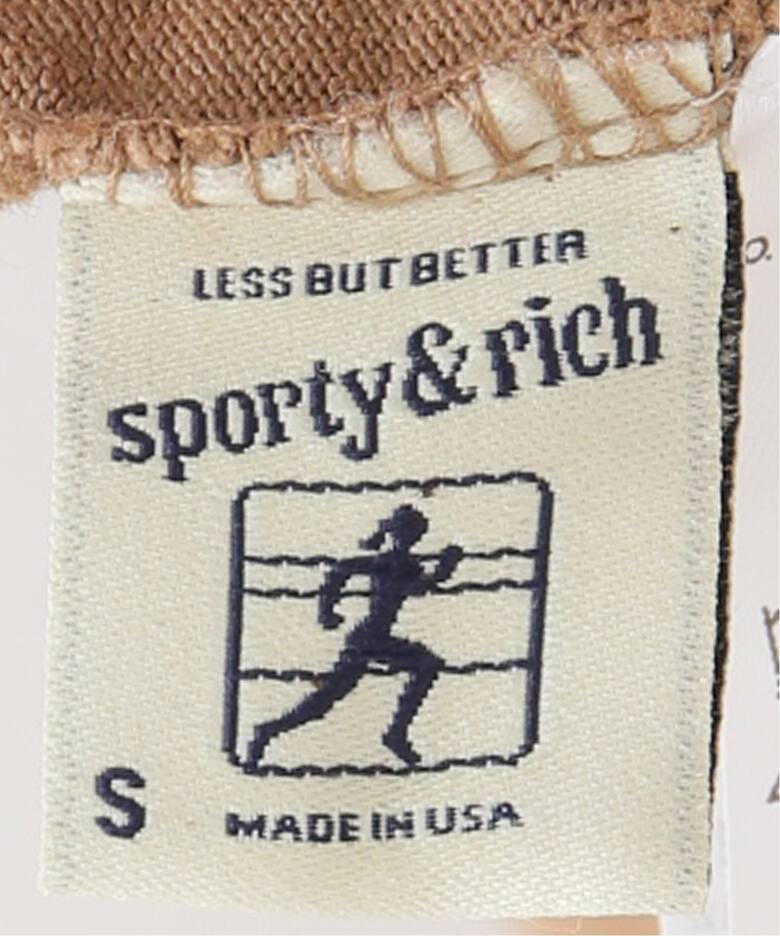 LESS BUT BETTER
sporty&rich
S
MADE IN USA